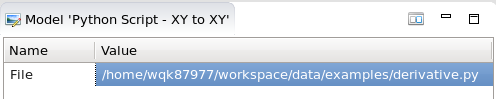 Model 'Python Script - XY to XY'
Name Value
File /home/wqk87977/workspace/data/examples/derivative.py